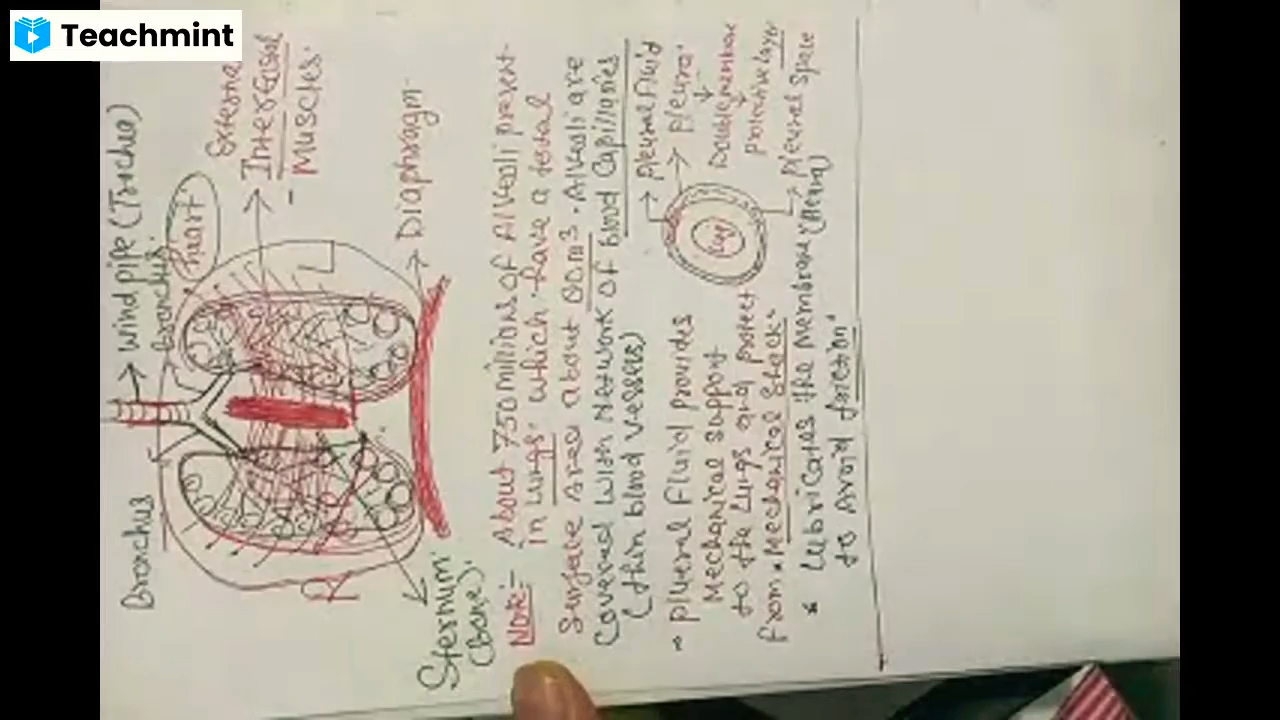 Teachmint
wind pipe (Trachea)
Bronchus.
Bronchus
heart
External
Intercostal
- Muscles.
Diaphragm.
Sternum
(bone).
Note:- About 750 millions of Alveoli present
in Lungs. which have a total
surface Area about 80m³. Alveoli are
Covered with Network of blood Capillaries
(thin blood vessels)
Pleural Fluid
Pleura.
Double membrane
protective layer
Pleural space
Plueral Fluid provides
Mechanical support
to the Lungs and protect
from Mechanical Shock.
* Lubricates the Membrane (Pleura)
to avoid friction"